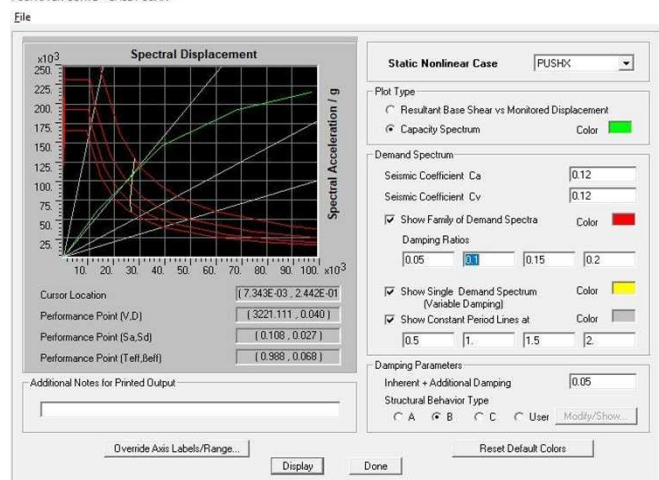 File
Spectral Displacement
x10³
250.
225.
200.
175.
150.
125.
100.
75.
50.
25.
10. 20. 30. 40. 50. 60. 70. 80. 90. 100. x10³
Spectral Acceleration / g
Cursor Location
(7.343E-03 , 2.442E-01
Performance Point (V,D)
( 3221.111 , 0.040 )
Performance Point (Sa,Sd)
( 0.108 , 0.027 )
Performance Point (Teff,Beff)
( 0.988 , 0.068 )
Additional Notes for Printed Output
Override Axis Labels/Range...
Static Nonlinear Case PUSHX
Plot Type
Resultant Base Shear vs Monitored Displacement
Capacity Spectrum Color
Demand Spectrum
Seismic Coefficient Ca 0.12
Seismic Coefficient Cv 0.12
Show Family of Demand Spectra Color
Damping Ratios
0.05 0.1 0.15 0.2
Show Single Demand Spectrum Color
(Variable Damping)
Show Constant Period Lines at Color
0.5 1. 1.5 2.
Damping Parameters
Inherent + Additional Damping 0.05
Structural Behavior Type
A B C User Modify/Show...
Reset Default Colors
Display Done